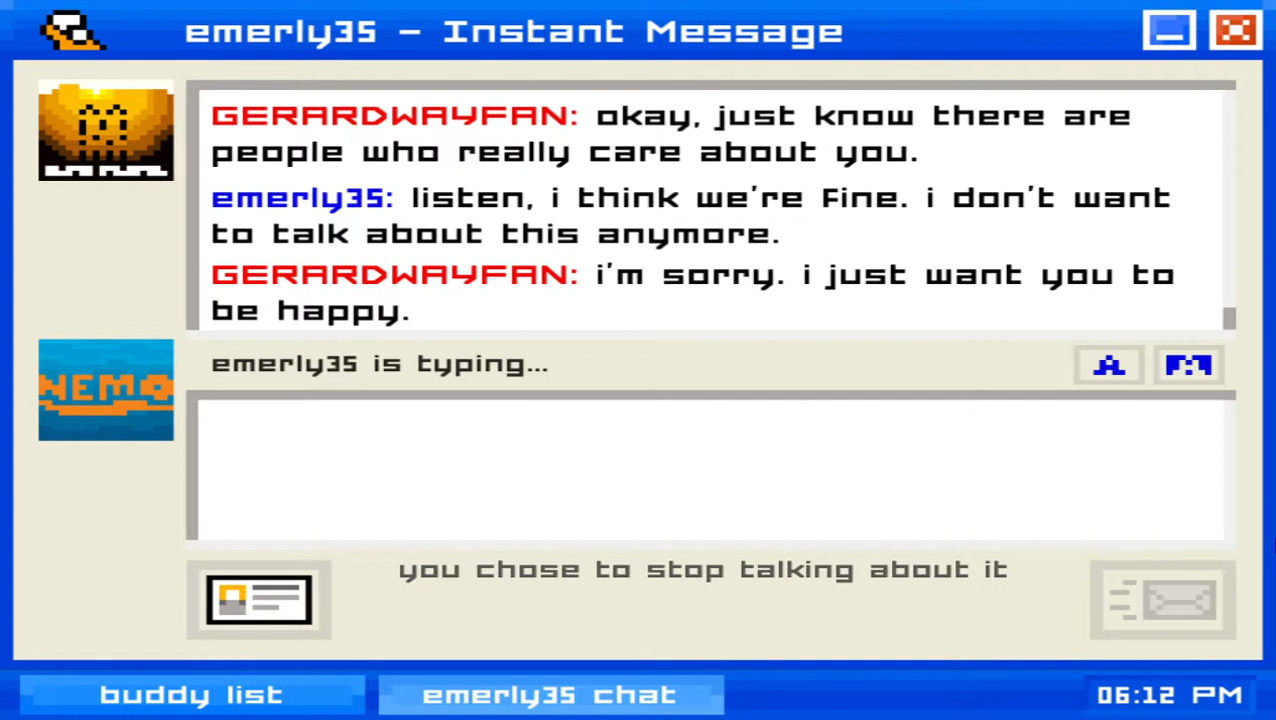 emerly35 - Instant Message
GERARDWAYFAN: okay, just know there are
people who really care about you.
emerly35: listen, i think we're fine. i don't want
to talk about this anymore.
GERARDWAYFAN: i'm sorry. i just want you to
be happy.
NEMO
emerly35 is typing...
A
you chose to stop talking about it
buddy list
emerly35 chat
06:12 PM